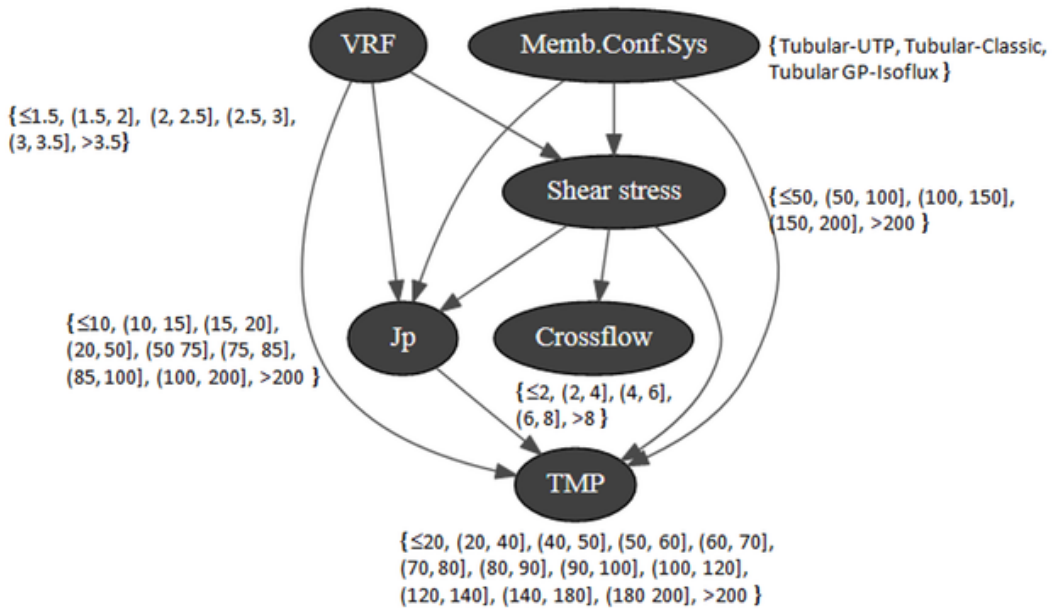 VRF
Memb.Conf.Sys
{Tubular-UTP, Tubular-Classic,
Tubular GP-Isoflux }
{≤1.5, (1.5, 2], (2, 2.5], (2.5, 3],
(3, 3.5], >3.5}
Shear stress
{≤50, (50, 100], (100, 150],
(150, 200], >200 }
{≤10, (10, 15], (15, 20],
(20, 50], (50 75], (75, 85],
(85,100], (100, 200], >200 }
Jp
Crossflow
{≤2, (2, 4], (4, 6],
(6, 8], >8 }
TMP
{≤20, (20, 40], (40, 50], (50, 60], (60, 70],
(70, 80], (80, 90], (90, 100], (100, 120],
(120, 140], (140, 180], (180 200], >200 }